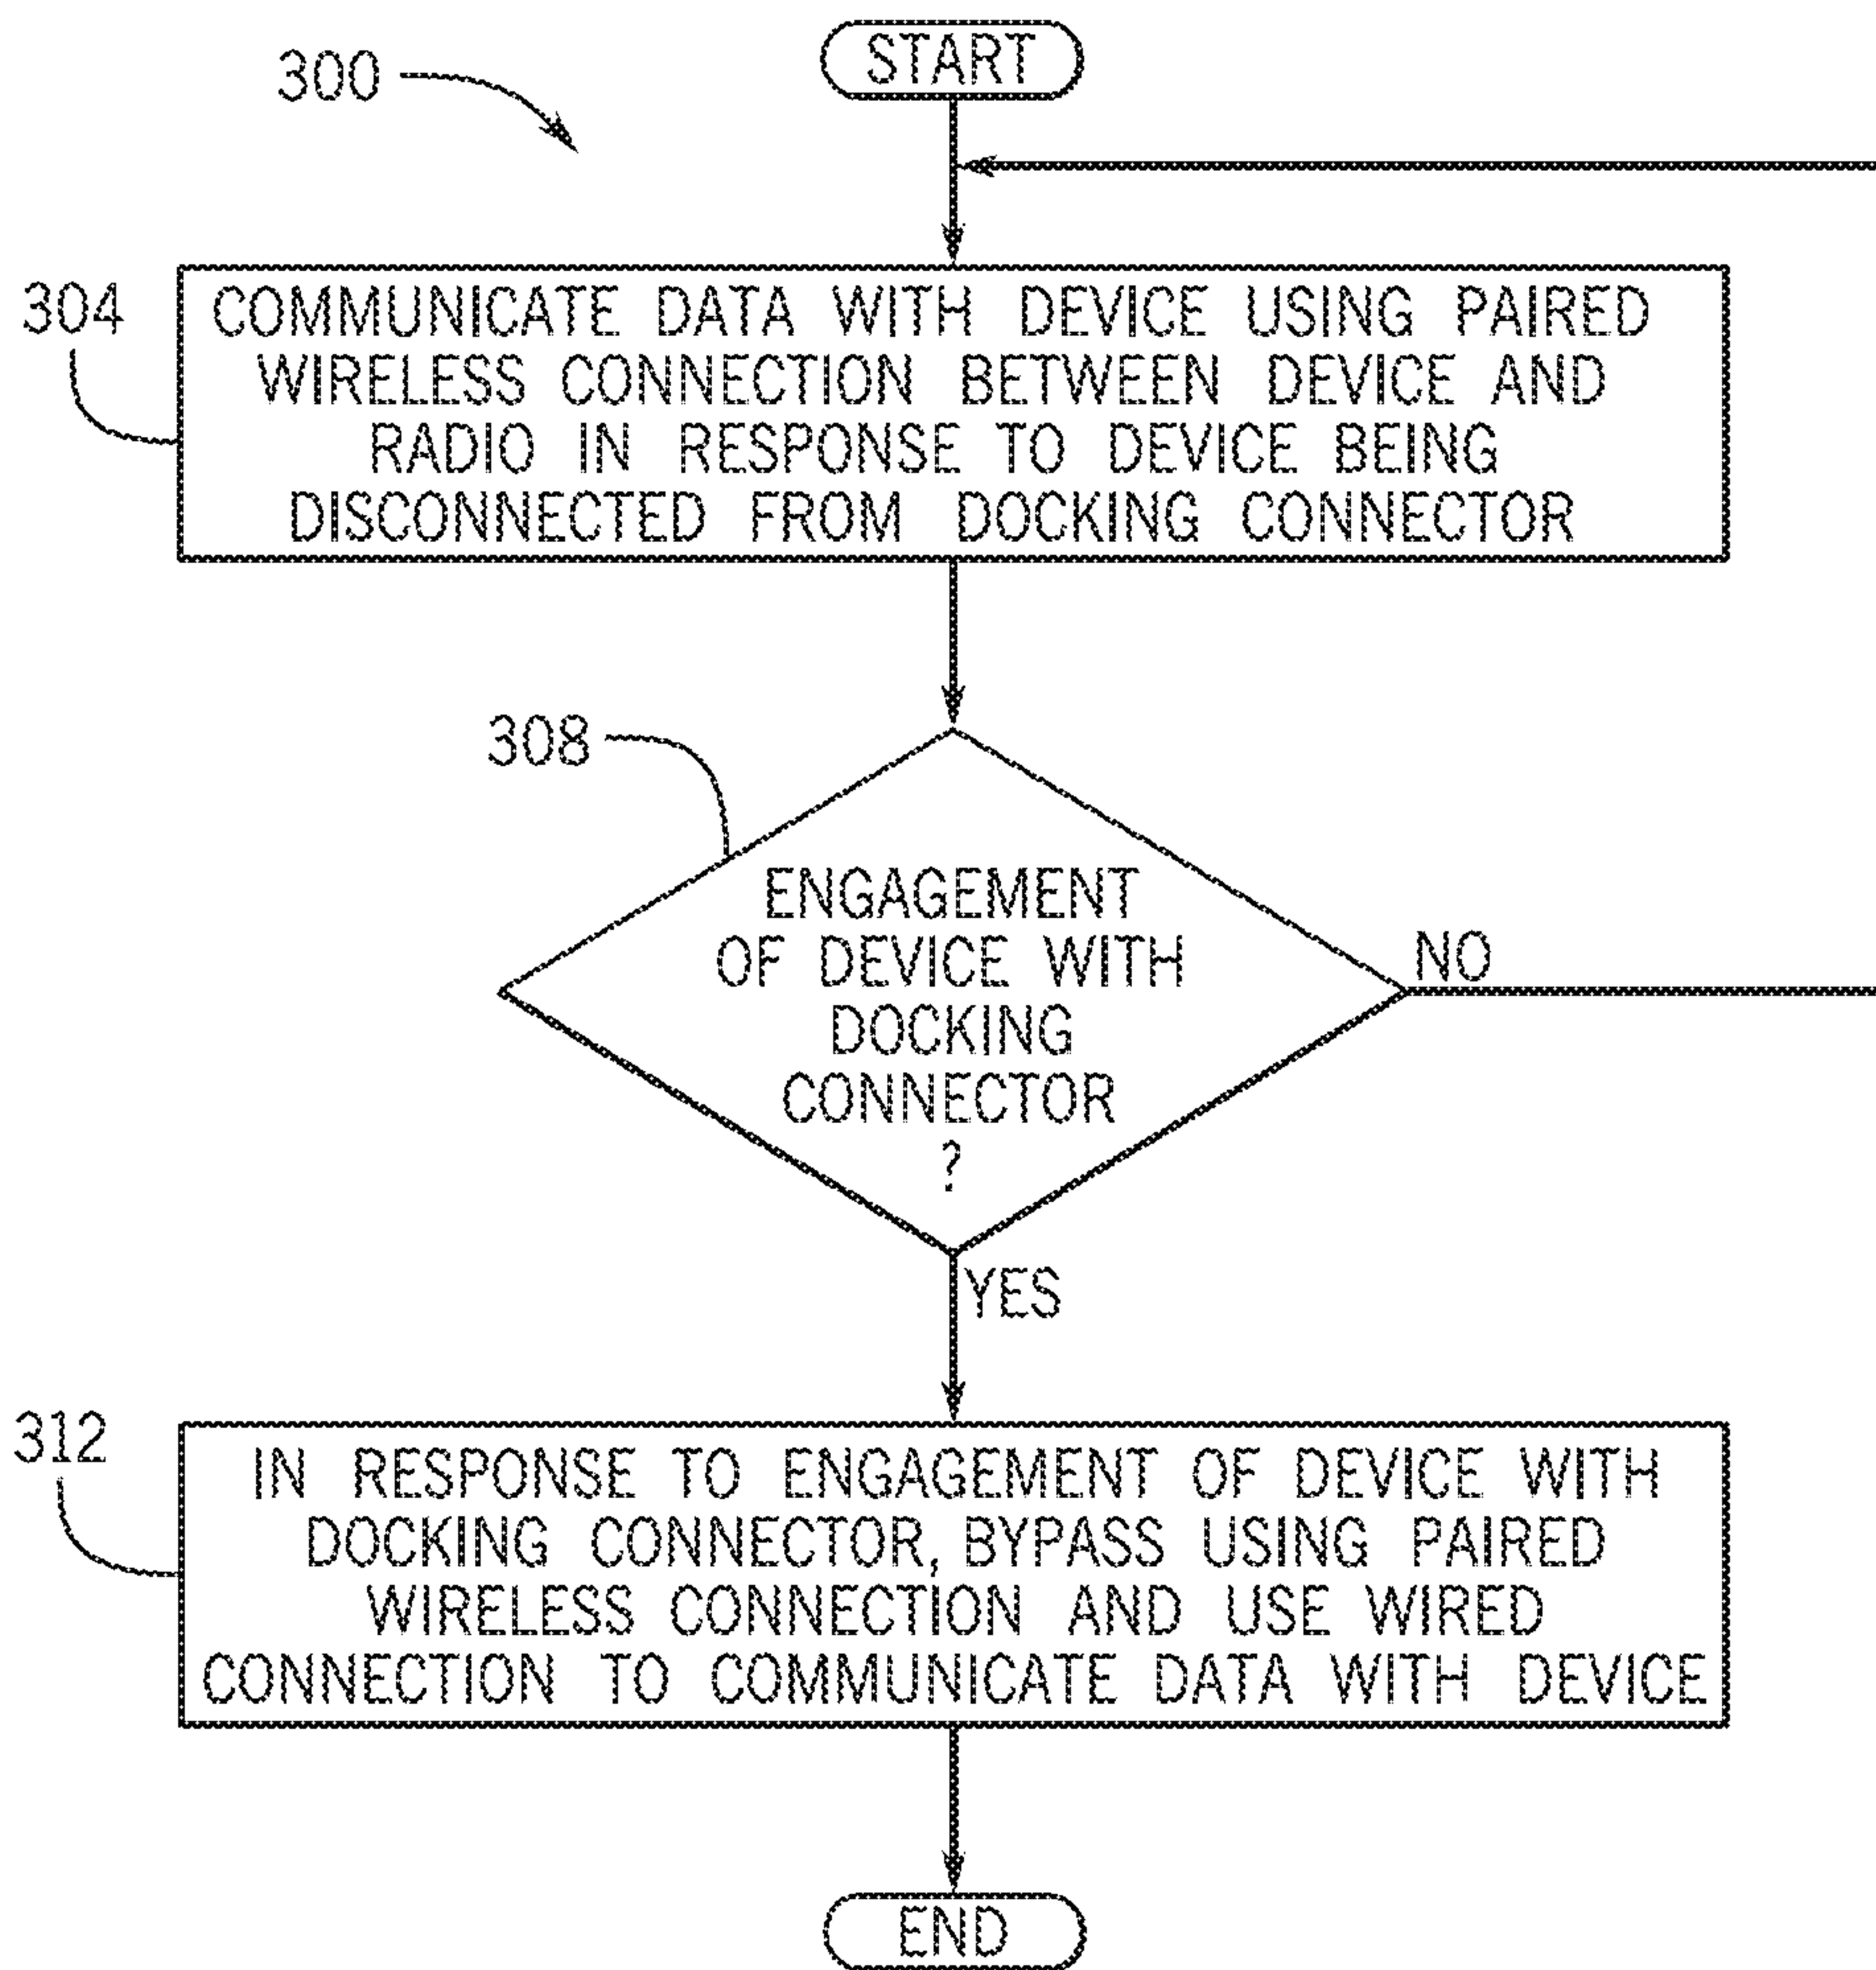 START
300
304
COMMUNICATE DATA WITH DEVICE USING PAIRED
WIRELESS CONNECTION BETWEEN DEVICE AND
RADIO IN RESPONSE TO DEVICE BEING
DISCONNECTED FROM DOCKING CONNECTOR
308
ENGAGEMENT
OF DEVICE WITH
DOCKING
CONNECTOR
?
NO
YES
312
IN RESPONSE TO ENGAGEMENT OF DEVICE WITH
DOCKING CONNECTOR, BYPASS USING PAIRED
WIRELESS CONNECTION AND USE WIRED
CONNECTION TO COMMUNICATE DATA WITH DEVICE
END